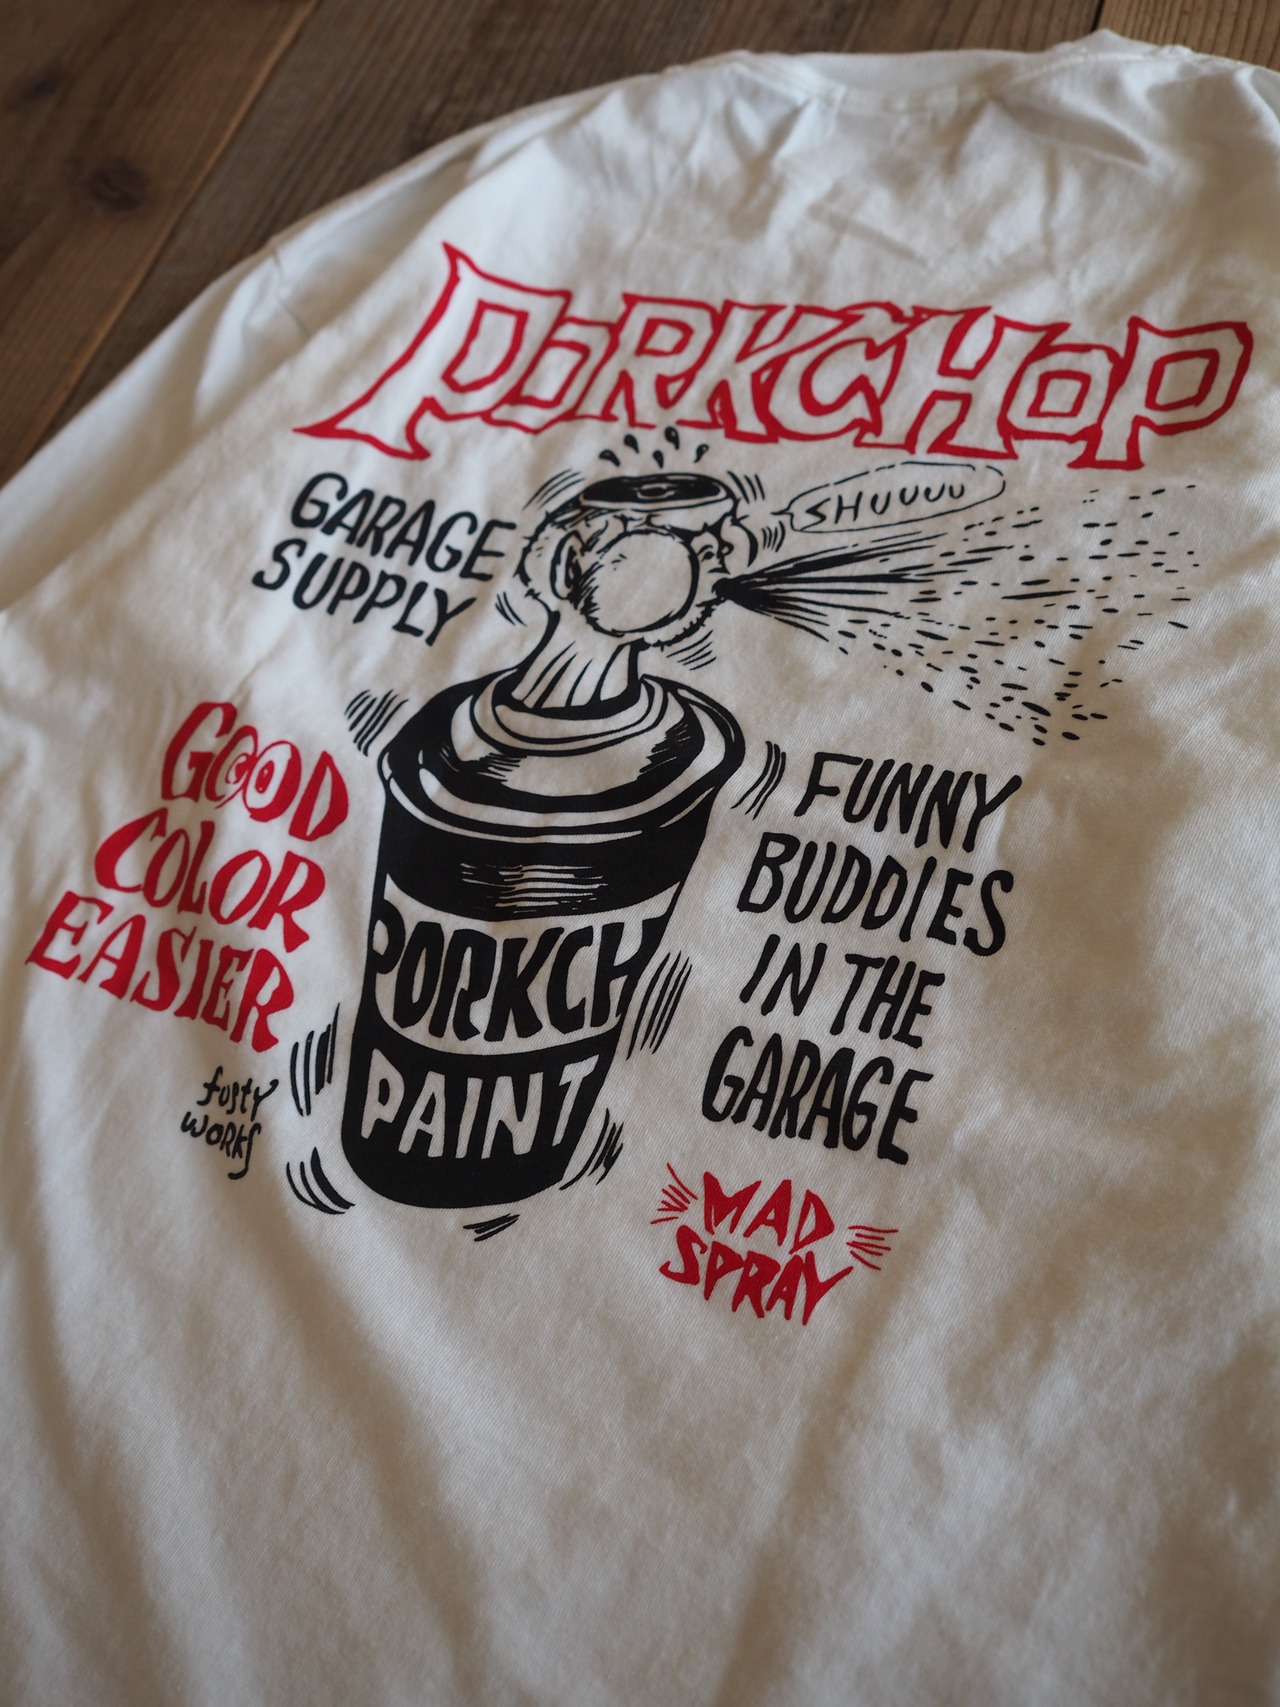 PORKCHOP
GARAGE
SUPPLY
SHUUUU
GOOD
COLOR
EASIER
FUNNY
BUDDIES
IN THE
GARAGE
PORKCH
PAINT
fusty
WORKS
MAD
SPRAY